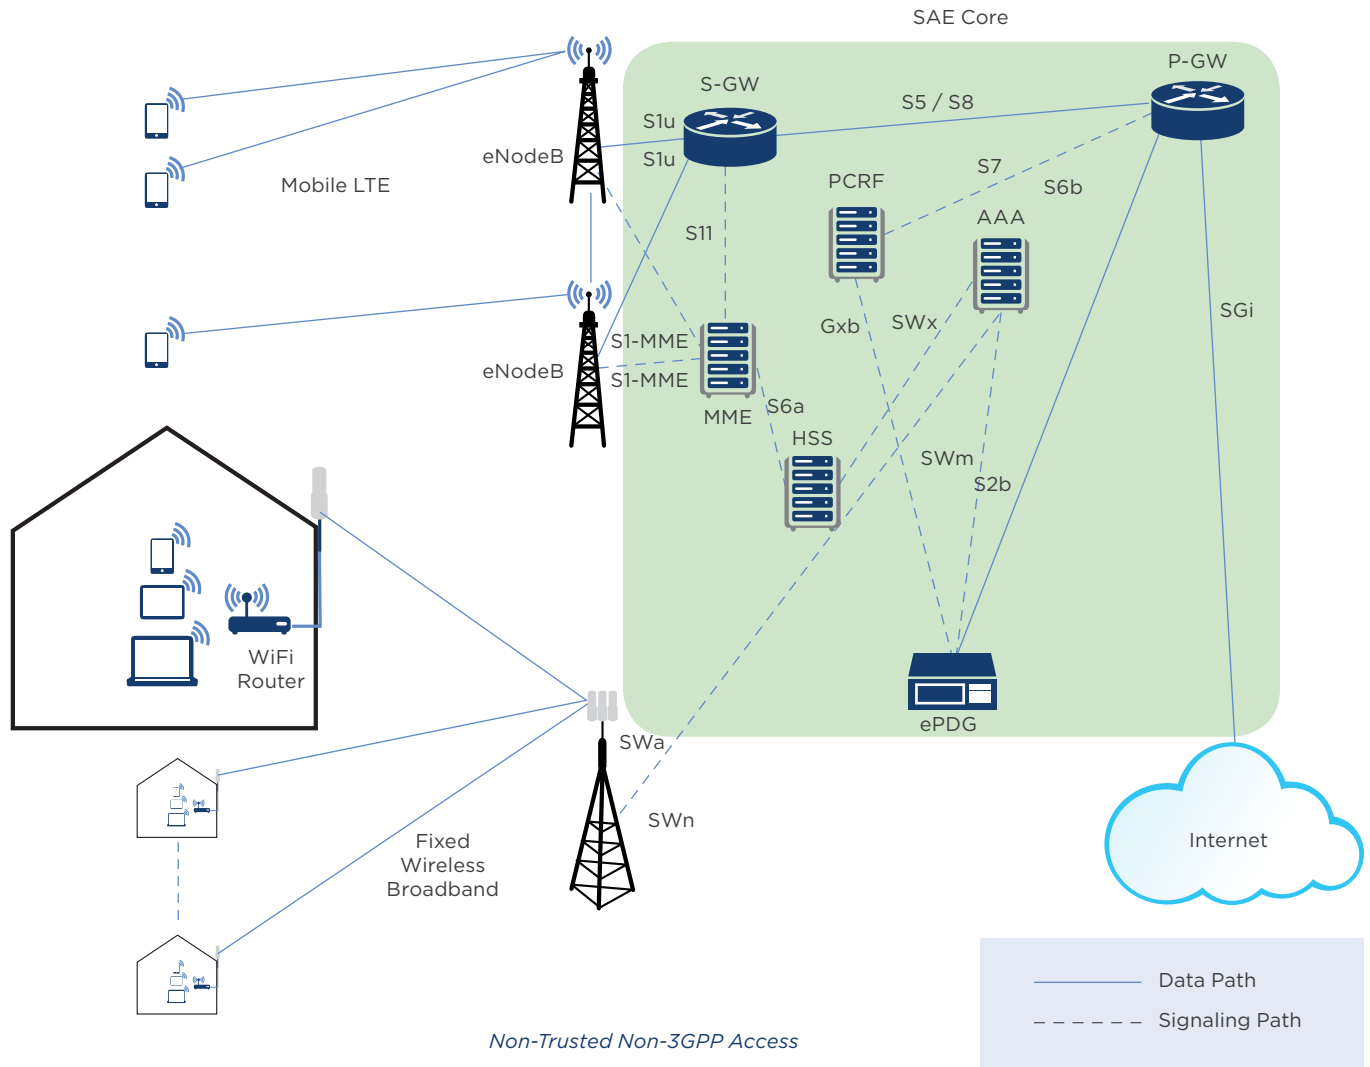 SAE Core
P-GW
S-GW
S5 / S8
S1u
S1u
eNodeB
Mobile LTE
S7
PCRF
S6b
AAA
S11
SGi
Gxb
SWx
S1-MME
eNodeB
S1-MME
S6a
MME
HSS
SWm
S2b
WiFi
Router
ePDG
SWa
SWn
Fixed
Wireless
Broadband
Internet
Data Path
Signaling Path
Non-Trusted Non-3GPP Access